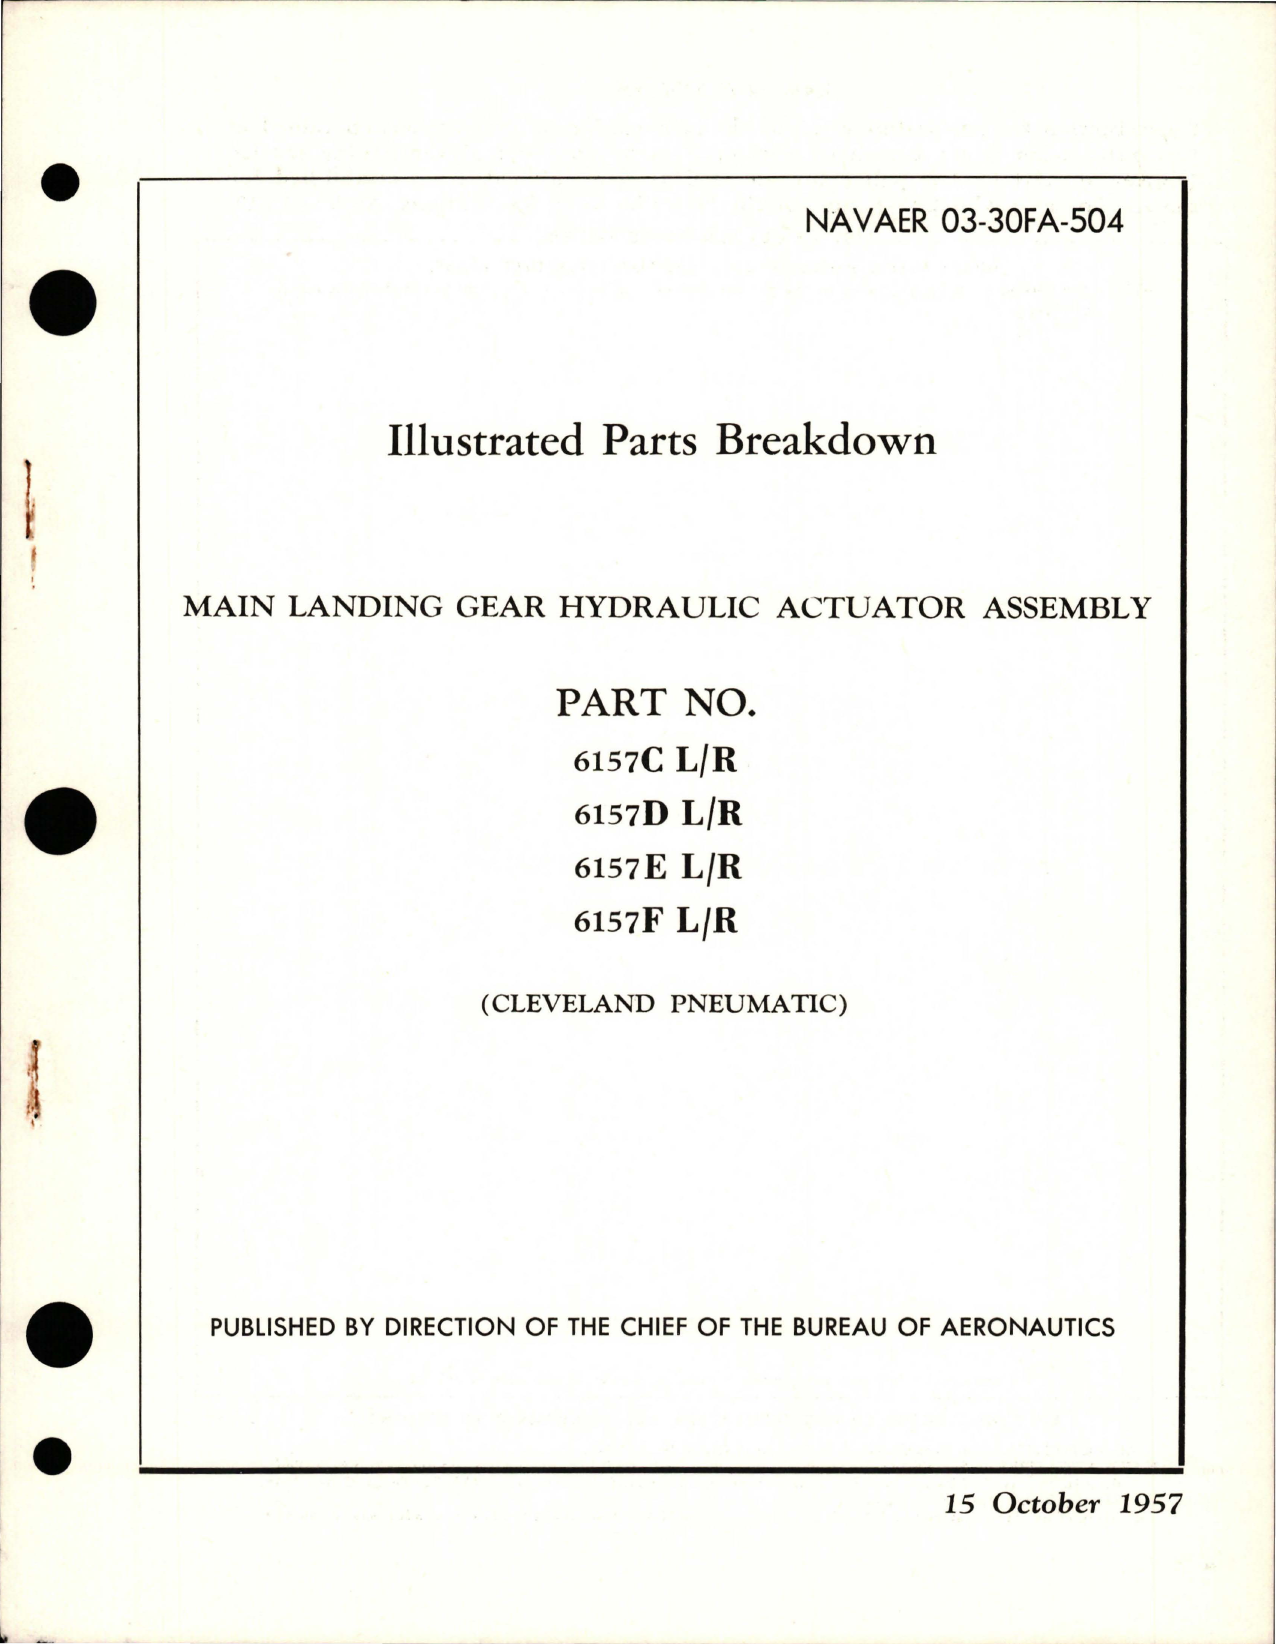 NAVAER 03-30FA-504
Illustrated Parts Breakdown
MAIN LANDING GEAR HYDRAULIC ACTUATOR ASSEMBLY
PART NO.
6157C L/R
6157D L/R
6157E L/R
6157F L/R
(CLEVELAND PNEUMATIC)
PUBLISHED BY DIRECTION OF THE CHIEF OF THE BUREAU OF AERONAUTICS
15 October 1957